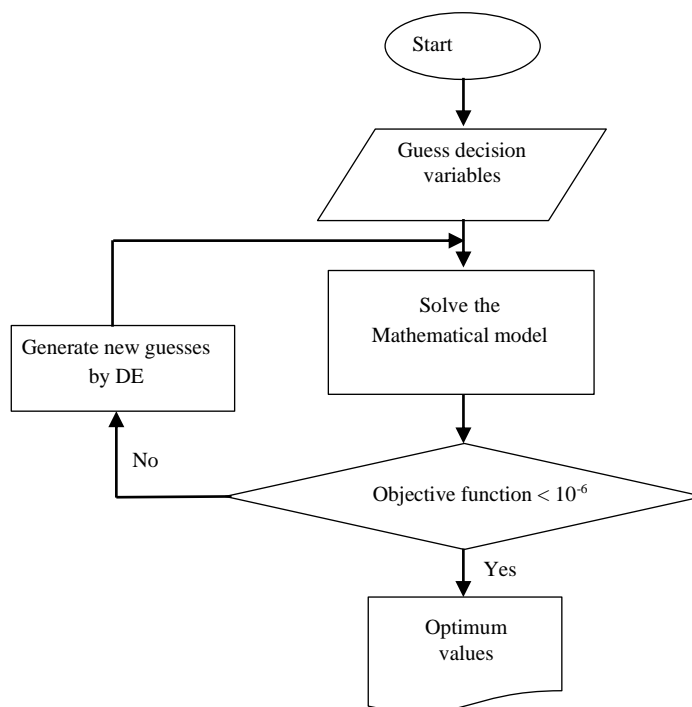 Start
Guess decision
variables
Solve the
Mathematical model
Generate new guesses
by DE
No
Objective function < 10⁻⁶
Yes
Optimum
values